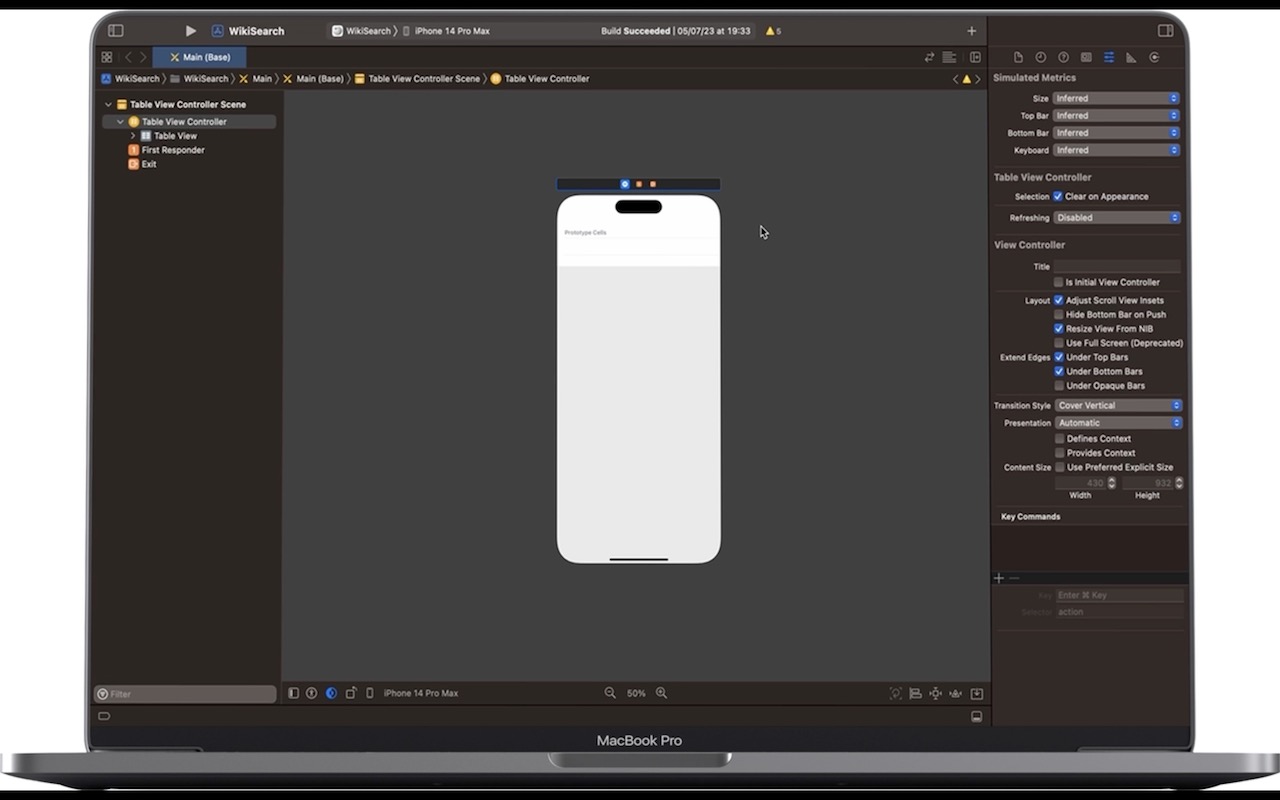 WikiSearch
WikiSearch
iPhone 14 Pro Max
Build Succeeded | 05/07/23 at 19:33
5
Main (Base)
WikiSearch
WikiSearch
Main
Main (Base)
Table View Controller Scene
Table View Controller
Table View Controller Scene
Table View Controller
Table View
First Responder
Exit
Prototype Cells
Filter
iPhone 14 Pro Max
50%
Simulated Metrics
Size Inferred
Top Bar Inferred
Bottom Bar Inferred
Keyboard Inferred
Table View Controller
Selection Clear on Appearance
Refreshing Disabled
View Controller
Title
Is Initial View Controller
Layout Adjust Scroll View Insets
Hide Bottom Bar on Push
Resize View From NIB
Use Full Screen (Deprecated)
Extend Edges Under Top Bars
Under Bottom Bars
Under Opaque Bars
Transition Style Cover Vertical
Presentation Automatic
Defines Context
Provides Context
Content Size Use Preferred Explicit Size
430 932
Width Height
Key Commands
Key Enter ⌘ Key
Selector action
MacBook Pro